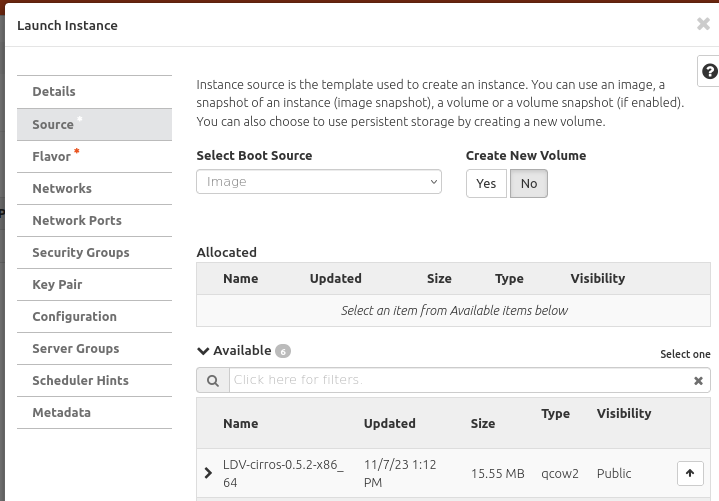 Launch Instance
Details
Source *
Flavor *
Networks
Network Ports
Security Groups
Key Pair
Configuration
Server Groups
Scheduler Hints
Metadata
Instance source is the template used to create an instance. You can use an image, a
snapshot of an instance (image snapshot), a volume or a volume snapshot (if enabled).
You can also choose to use persistent storage by creating a new volume.
Select Boot Source
Image
Create New Volume
Yes No
Allocated
Name Updated Size Type Visibility
Select an item from Available items below
Available 6
Select one
Click here for filters.
Name Updated Size Type Visibility
LDV-cirros-0.5.2-x86_
64
11/7/23 1:12
PM
15.55 MB qcow2 Public